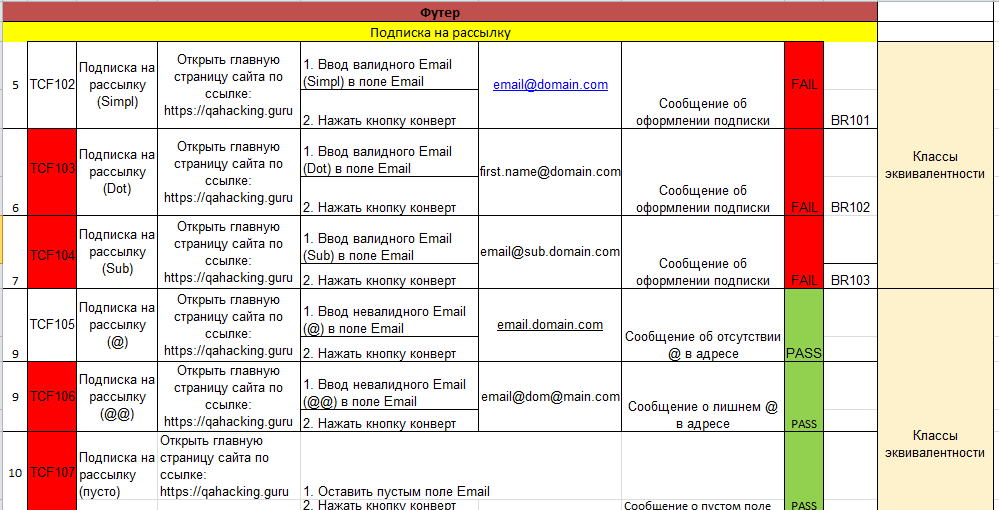 Футер
Подписка на рассылку
5
TCF102
Подписка на
рассылку
(Simpl)
Открыть главную
страницу сайта по
ссылке:
https://qahacking.guru
1. Ввод валидного Email
(Simpl) в поле Email
2. Нажать кнопку конверт
email@domain.com
Сообщение об
оформлении подписки
FAIL
BR101
Классы
эквивалентности
6
TCF103
Подписка на
рассылку
(Dot)
Открыть главную
страницу сайта по
ссылке:
https://qahacking.guru
1. Ввод валидного Email
(Dot) в поле Email
2. Нажать кнопку конверт
first.name@domain.com
Сообщение об
оформлении подписки
FAIL
BR102
7
TCF104
Подписка на
рассылку
(Sub)
Открыть главную
страницу сайта по
ссылке:
https://qahacking.guru
1. Ввод валидного Email
(Sub) в поле Email
2. Нажать кнопку конверт
email@sub.domain.com
Сообщение об
оформлении подписки
FAIL
BR103
9
TCF105
Подписка на
рассылку
(@)
Открыть главную
страницу сайта по
ссылке:
https://qahacking.guru
1. Ввод невалидного Email
(@) в поле Email
2. Нажать кнопку конверт
email.domain.com
Сообщение об отсутствии
@ в адресе
PASS
9
TCF106
Подписка на
рассылку
(@@)
Открыть главную
страницу сайта по
ссылке:
https://qahacking.guru
1. Ввод невалидного Email
(@@) в поле Email
2. Нажать кнопку конверт
email@dom@main.com
Сообщение о лишнем @
в адресе
PASS
Классы
эквивалентности
10
TCF107
Подписка на
рассылку
(пусто)
Открыть главную
страницу сайта по
ссылке:
https://qahacking.guru
1. Оставить пустым поле Email
2. Нажать кнопку конверт
Сообщение о пустом поле
PASS